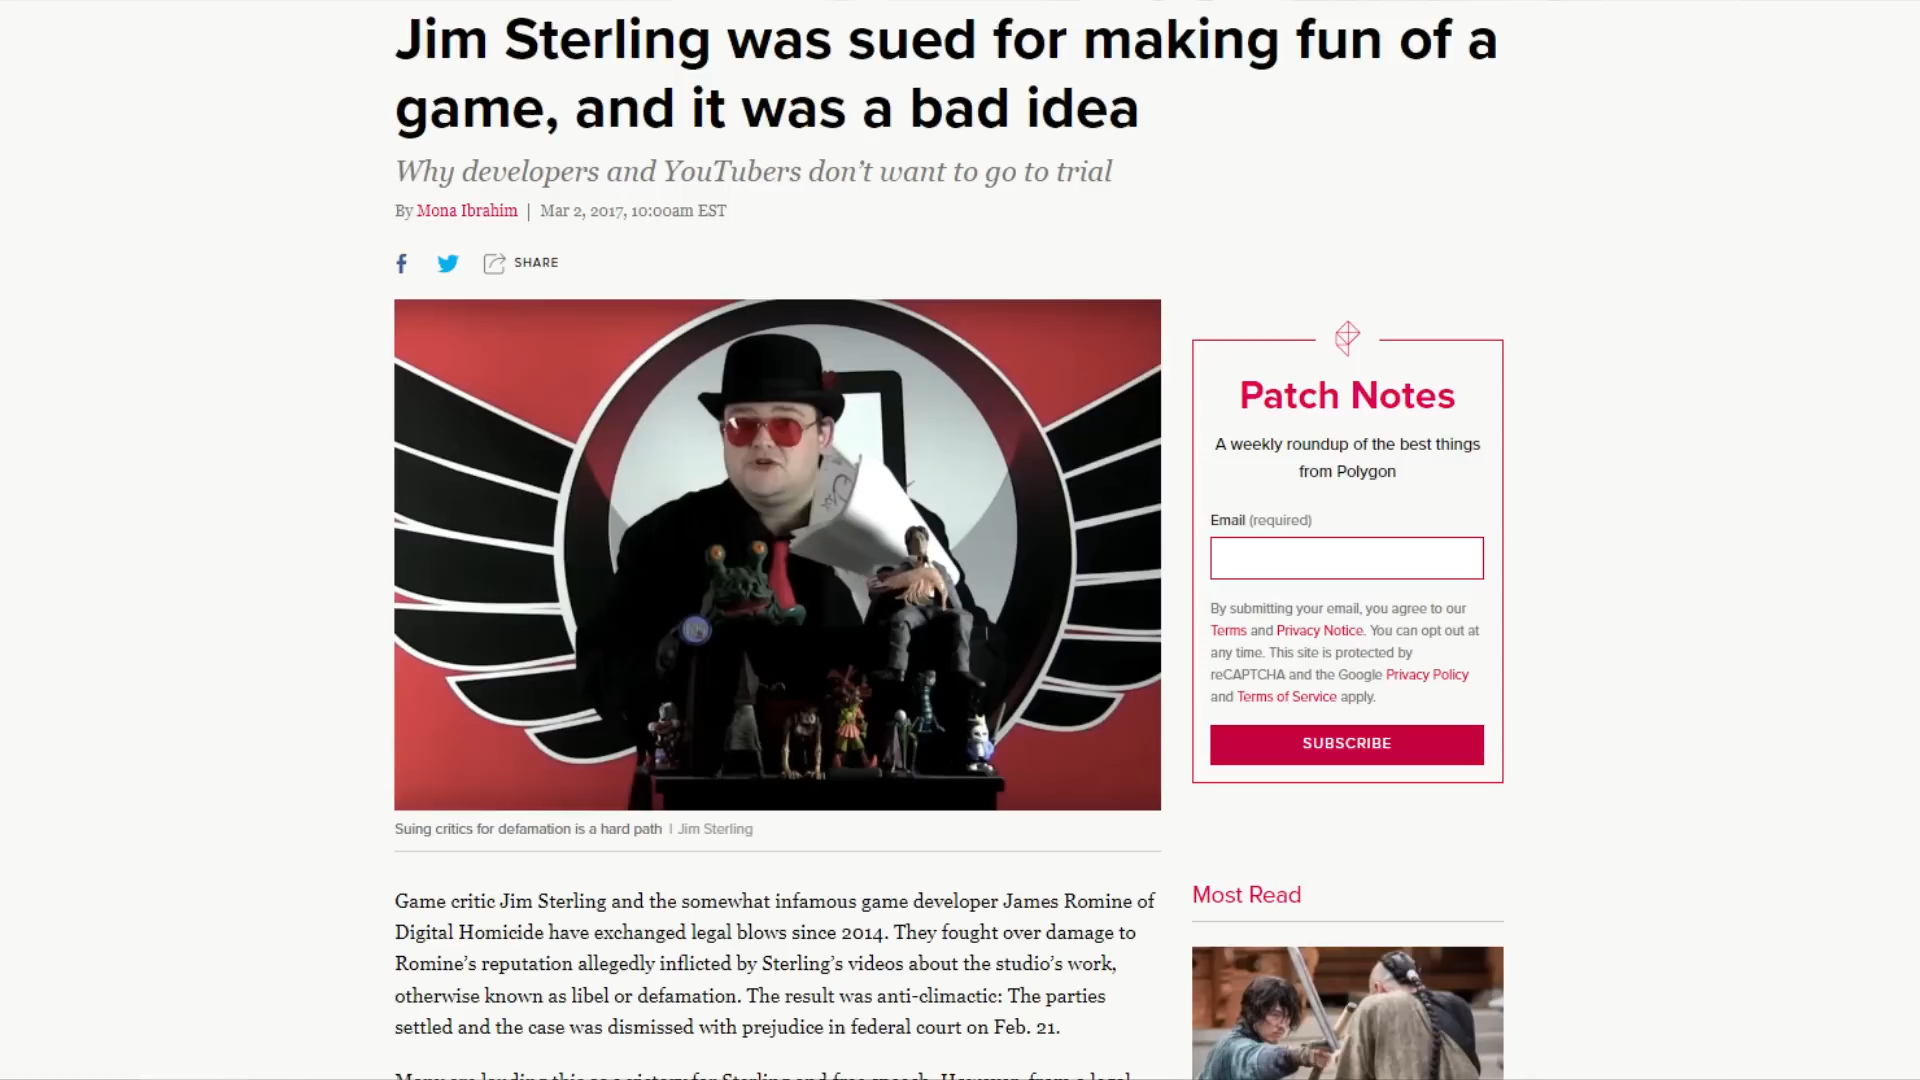 Jim Sterling was sued for making fun of a
game, and it was a bad idea
Why developers and YouTubers don't want to go to trial
By Mona Ibrahim | Mar 2, 2017, 10:00am EST
SHARE
Suing critics for defamation is a hard path | Jim Sterling
Game critic Jim Sterling and the somewhat infamous game developer James Romine of
Digital Homicide have exchanged legal blows since 2014. They fought over damage to
Romine's reputation allegedly inflicted by Sterling's videos about the studio's work,
otherwise known as libel or defamation. The result was anti-climactic: The parties
settled and the case was dismissed with prejudice in federal court on Feb. 21.
Patch Notes
A weekly roundup of the best things
from Polygon
Email (required)
By submitting your email, you agree to our
Terms and Privacy Notice. You can opt out at
any time. This site is protected by
reCAPTCHA and the Google Privacy Policy
and Terms of Service apply.
SUBSCRIBE
Most Read